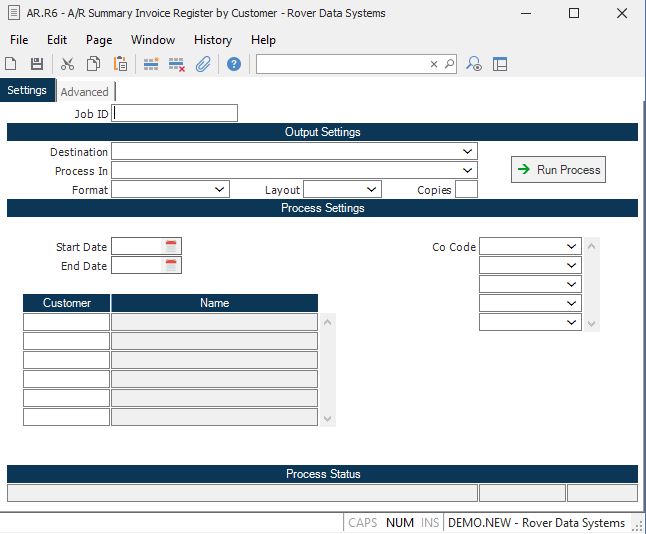 AR.R6 - A/R Summary Invoice Register by Customer - Rover Data Systems
File Edit Page Window History Help
Settings Advanced
Job ID
Output Settings
Destination
Process In
Run Process
Format Layout Copies
Process Settings
Start Date Co Code
End Date
Customer Name
Process Status
CAPS NUM INS DEMO.NEW - Rover Data Systems